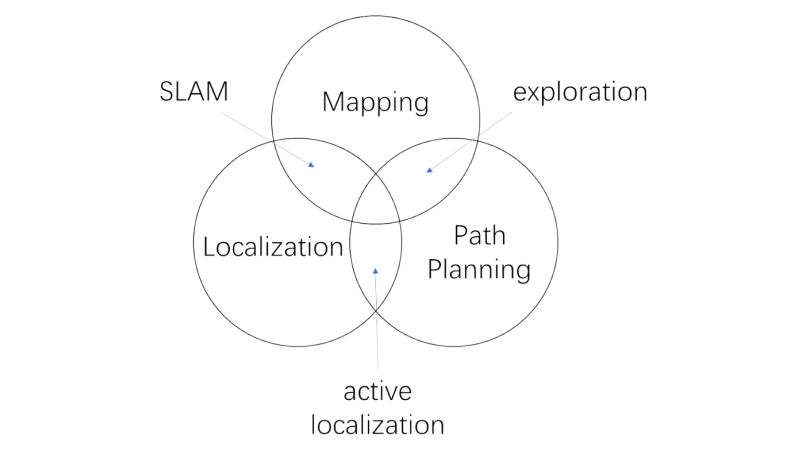 SLAM
Mapping
exploration
Localization
Path
Planning
active
localization